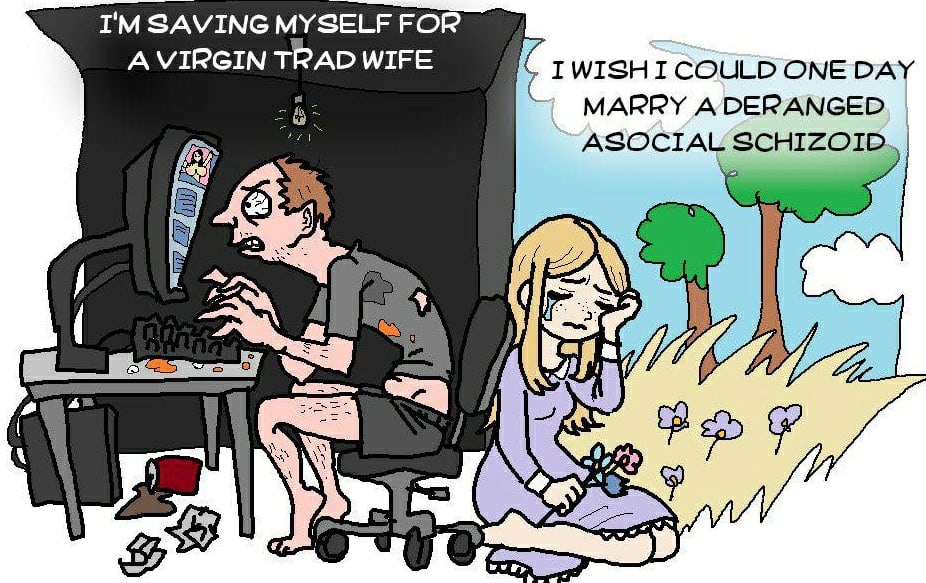 I'M SAVING MYSELF FOR
A VIRGIN TRAD WIFE
I WISH I COULD ONE DAY
MARRY A DERANGED
ASOCIAL SCHIZOID